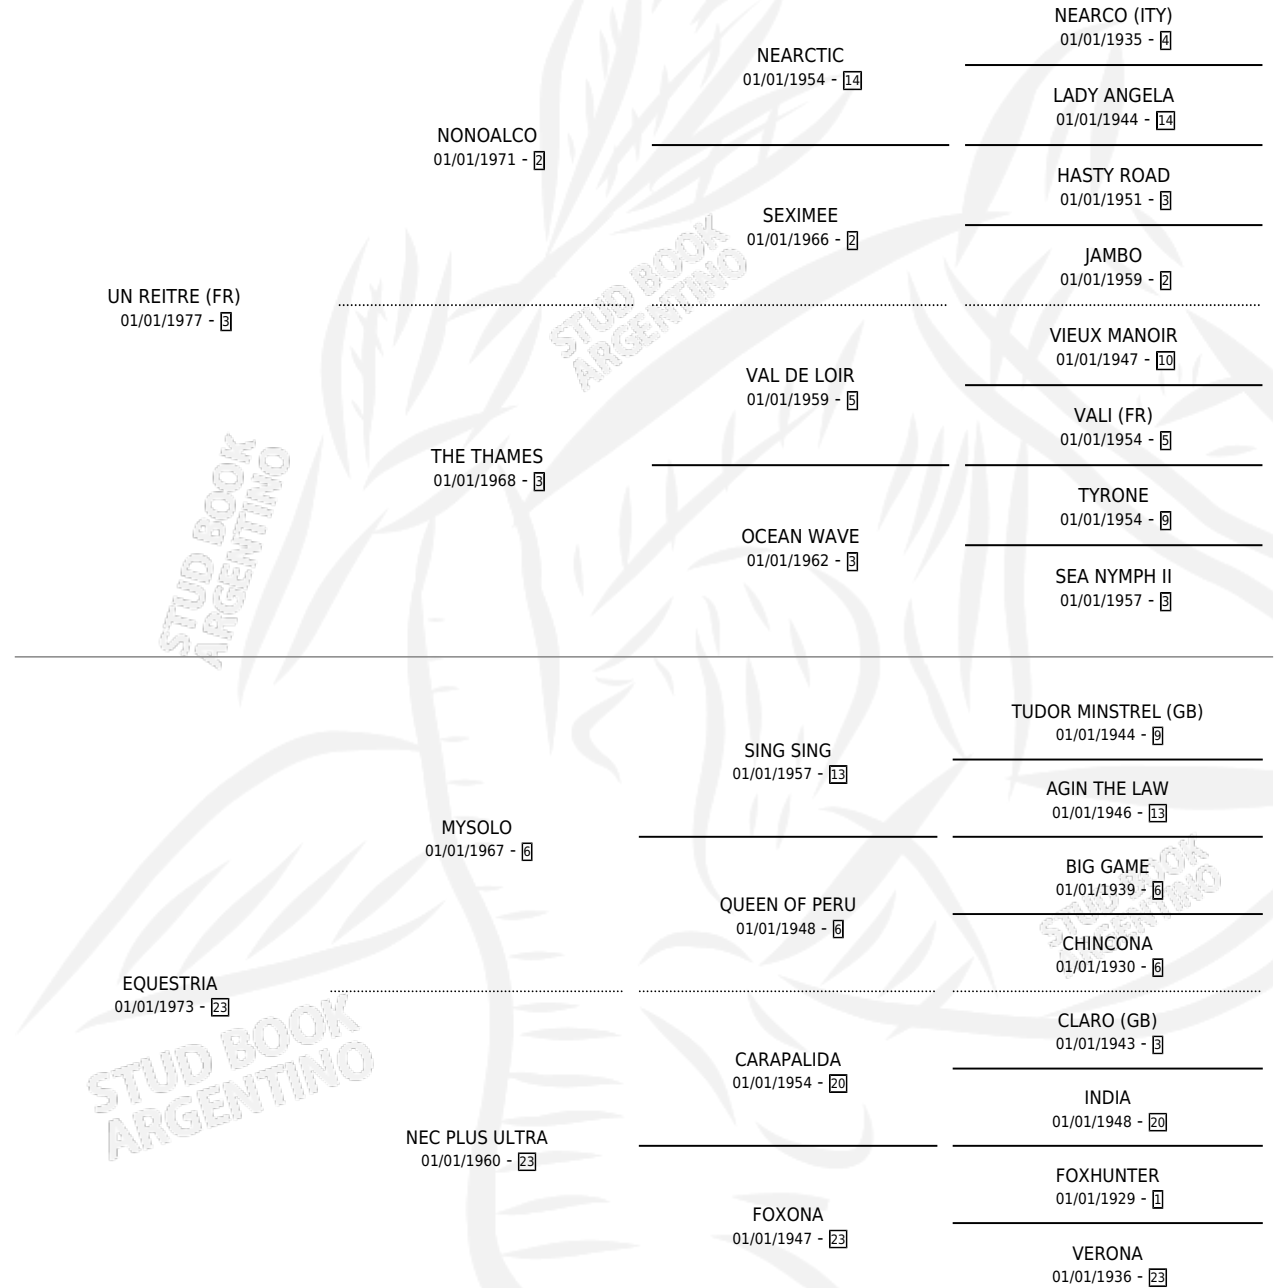 NEARCO (ITY)
01/01/1935 - 4
NEARCTIC
01/01/1954 - 14
LADY ANGELA
01/01/1944 - 14
NONOALCO
01/01/1971 - 2
HASTY ROAD
01/01/1951 - 3
SEXIMEE
01/01/1966 - 2
JAMBO
01/01/1959 - 2
UN REITRE (FR)
01/01/1977 - 3
VIEUX MANOIR
01/01/1947 - 10
VAL DE LOIR
01/01/1959 - 5
VALI (FR)
01/01/1954 - 5
THE THAMES
01/01/1968 - 3
TYRONE
01/01/1954 - 9
OCEAN WAVE
01/01/1962 - 3
SEA NYMPH II
01/01/1957 - 3
STUD BOOK
ARGENTINO
STUD BOOK
ARGENTINO
TUDOR MINSTREL (GB)
01/01/1944 - 9
SING SING
01/01/1957 - 13
AGIN THE LAW
01/01/1946 - 13
MYSOLO
01/01/1967 - 6
BIG GAME
01/01/1939 - 6
QUEEN OF PERU
01/01/1948 - 6
CHINCONA
01/01/1930 - 6
STUD BOOK
ARGENTINO
EQUESTRIA
01/01/1973 - 23
CLARO (GB)
01/01/1943 - 3
CARAPALIDA
01/01/1954 - 20
INDIA
01/01/1948 - 20
STUD BOOK
ARGENTINO
NEC PLUS ULTRA
01/01/1960 - 23
FOXHUNTER
01/01/1929 - 1
FOXONA
01/01/1947 - 23
VERONA
01/01/1936 - 23